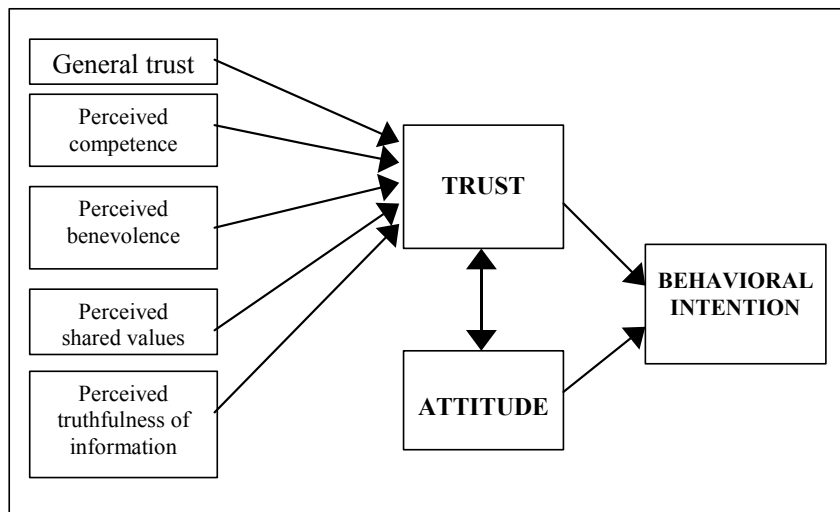 General trust
Perceived
competence
Perceived
benevolence
Perceived
shared values
Perceived
truthfulness of
information
TRUST
ATTITUDE
BEHAVIORAL
INTENTION